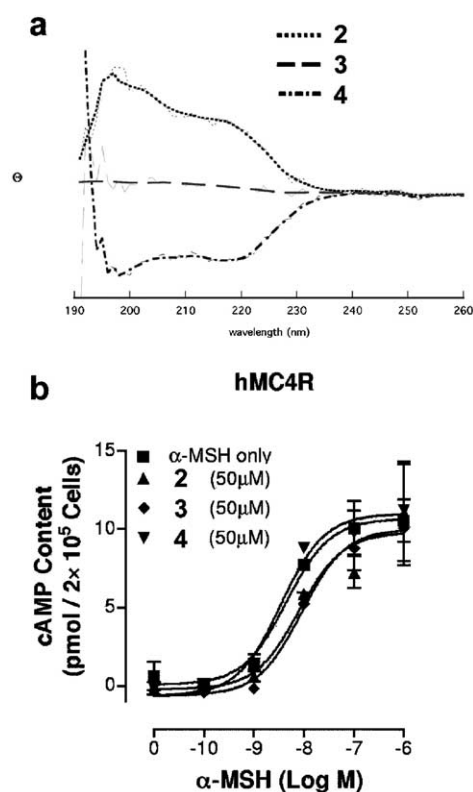 a
2
3
4
Θ
190 200 210 220 230 240 250 260
wavelength (nm)
b
hMC4R
cAMP Content
(pmol / 2× 10⁵ Cells)
15
10
5
0
α-MSH only
2 (50μM)
3 (50μM)
4 (50μM)
0 -10 -9 -8 -7 -6
α-MSH (Log M)